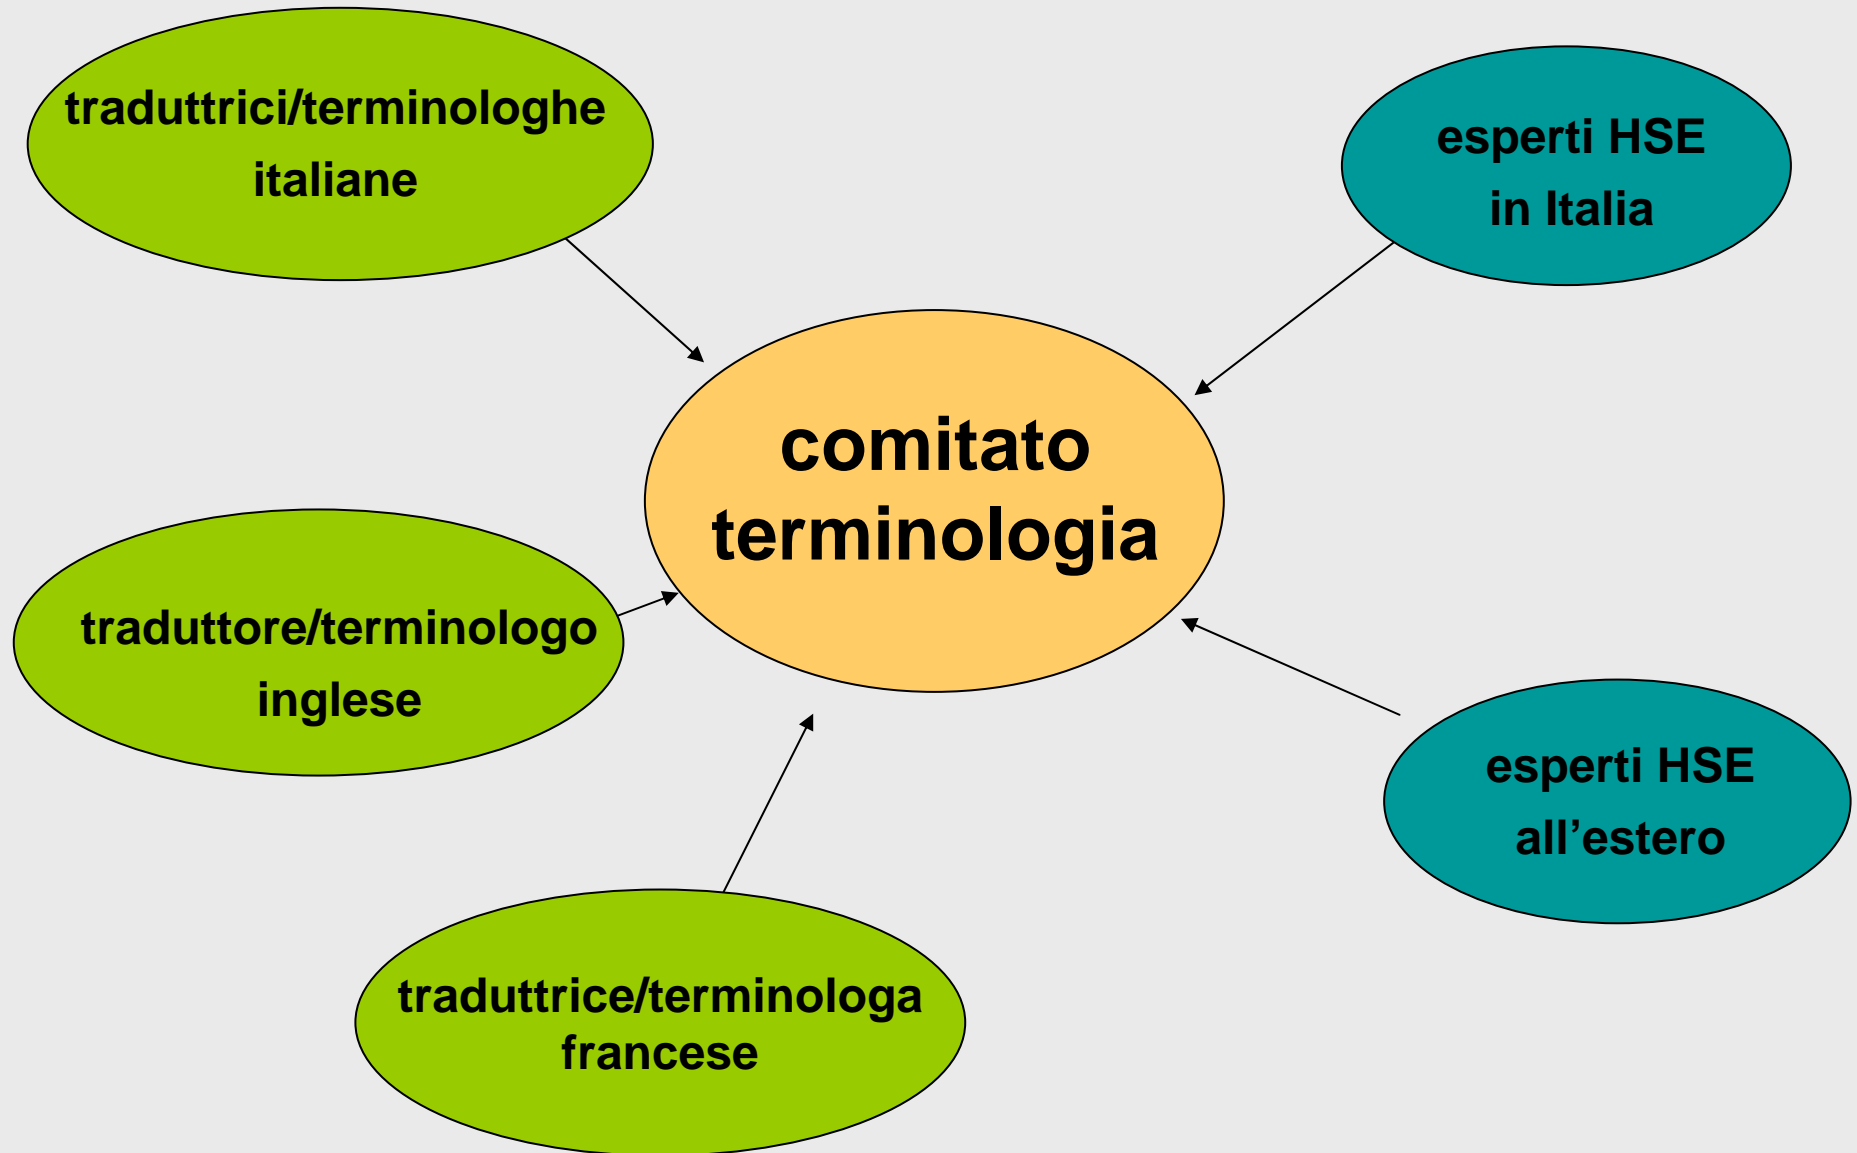 traduttrici/terminologhe
italiane
esperti HSE
in Italia
comitato
terminologia
traduttore/terminologo
inglese
esperti HSE
all’estero
traduttrice/terminologa
francese